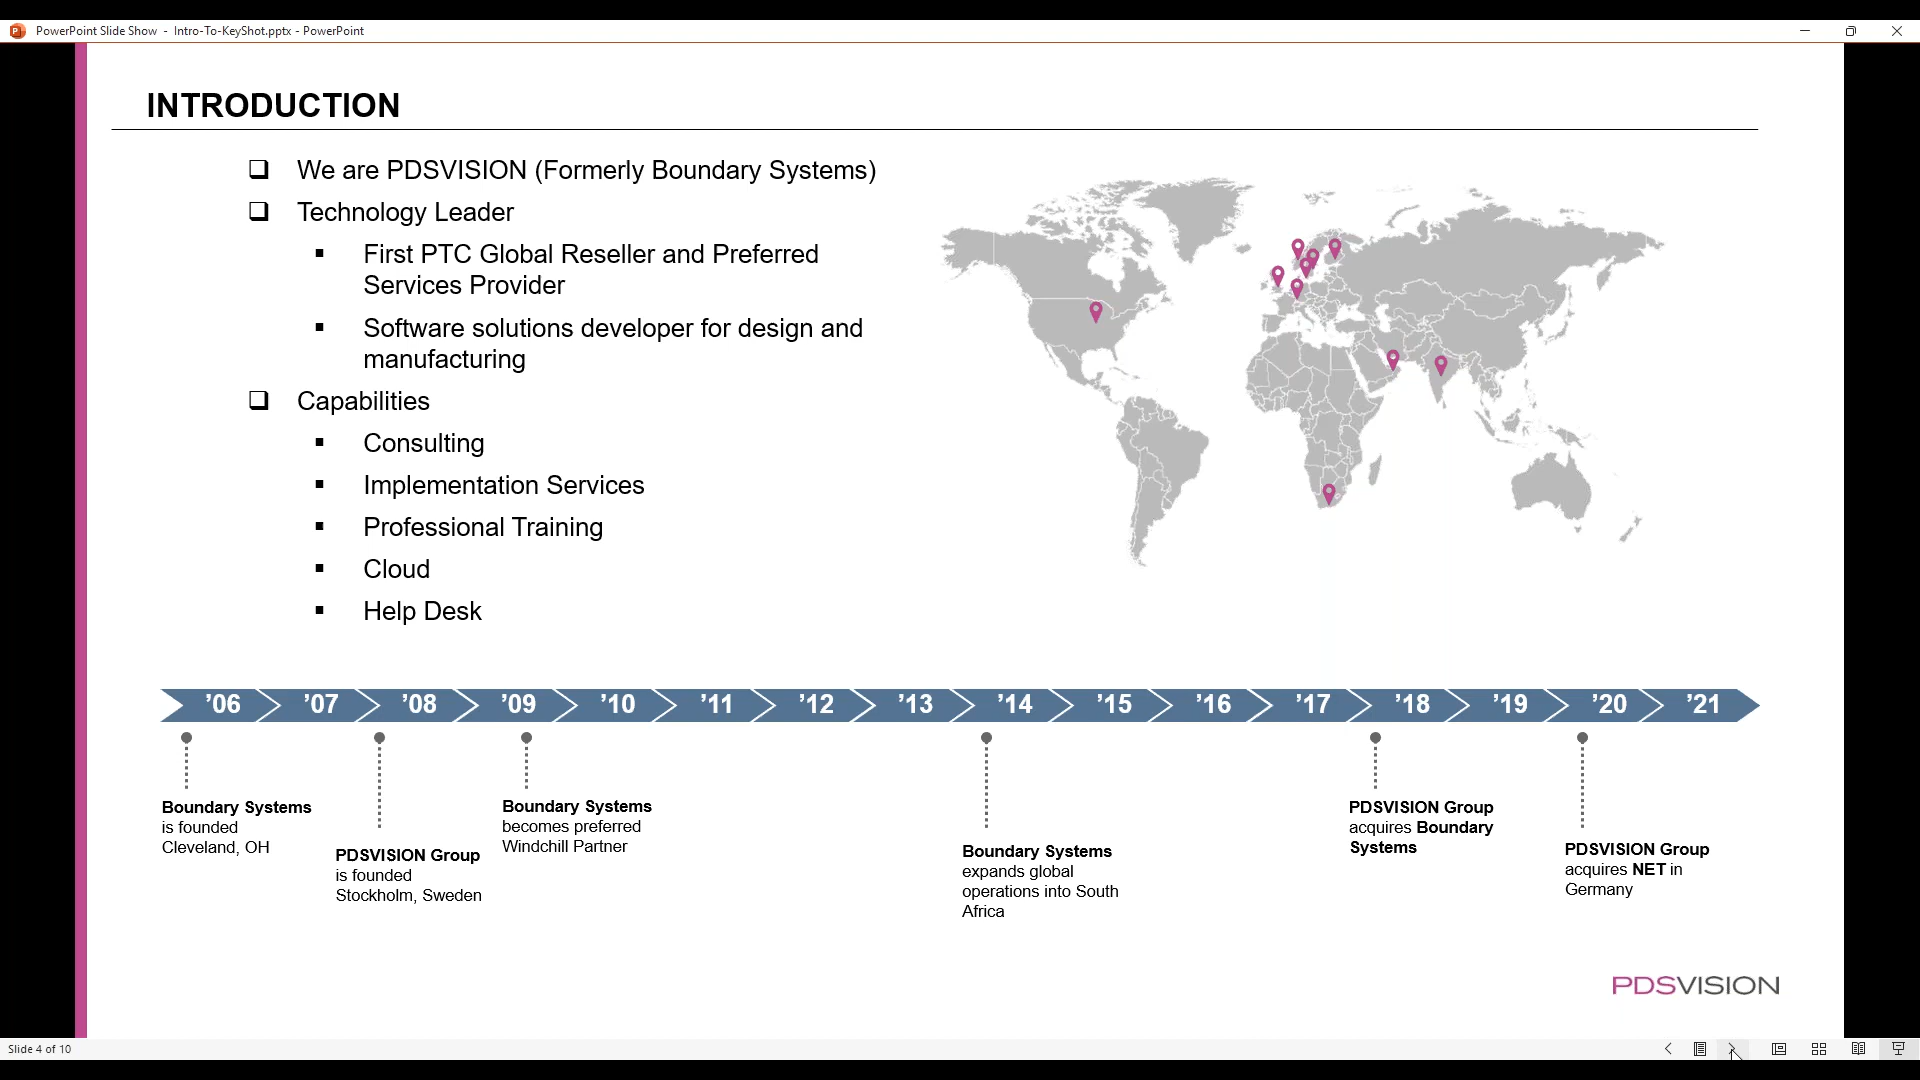 PowerPoint Slide Show - Intro-To-KeyShot.pptx - PowerPoint
INTRODUCTION
We are PDSVISION (Formerly Boundary Systems)
Technology Leader
First PTC Global Reseller and Preferred
Services Provider
Software solutions developer for design and
manufacturing
Capabilities
Consulting
Implementation Services
Professional Training
Cloud
Help Desk
’06 ’07 ’08 ’09 ’10 ’11 ’12 ’13 ’14 ’15 ’16 ’17 ’18 ’19 ’20 ’21
Boundary Systems
is founded
Cleveland, OH
PDSVISION Group
is founded
Stockholm, Sweden
Boundary Systems
becomes preferred
Windchill Partner
Boundary Systems
expands global
operations into South
Africa
PDSVISION Group
acquires Boundary
Systems
PDSVISION Group
acquires NET in
Germany
PDSVISION
Slide 4 of 10